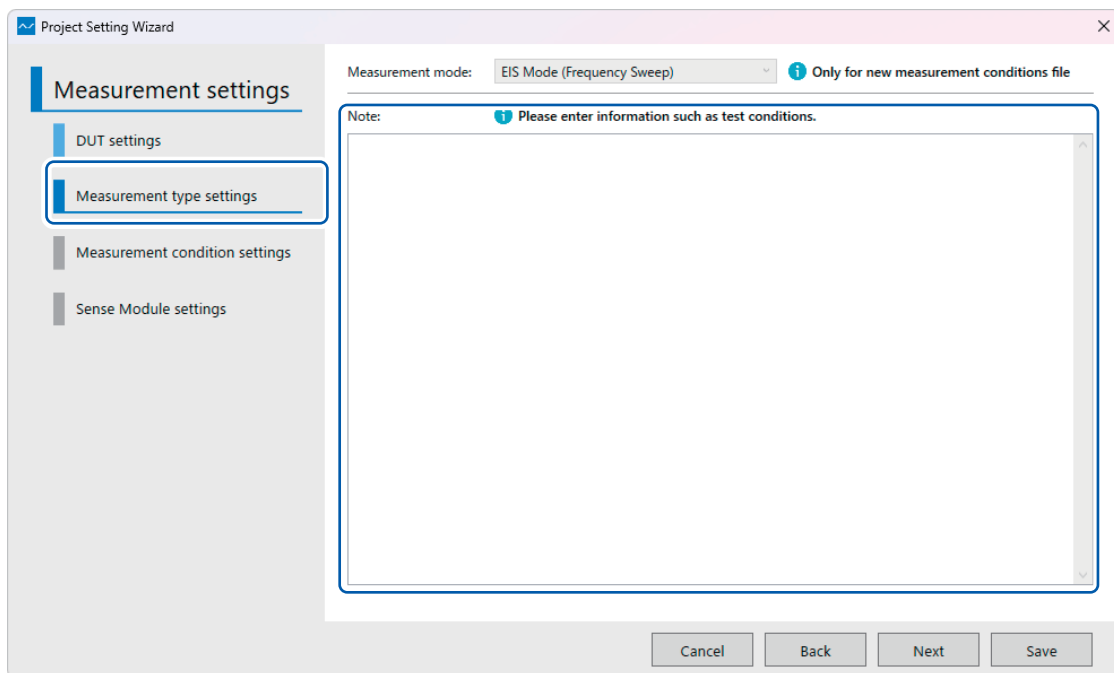 Project Setting Wizard
Measurement settings
DUT settings
Measurement type settings
Measurement condition settings
Sense Module settings
Measurement mode: EIS Mode (Frequency Sweep) Only for new measurement conditions file
Note: Please enter information such as test conditions.
Cancel Back Next Save